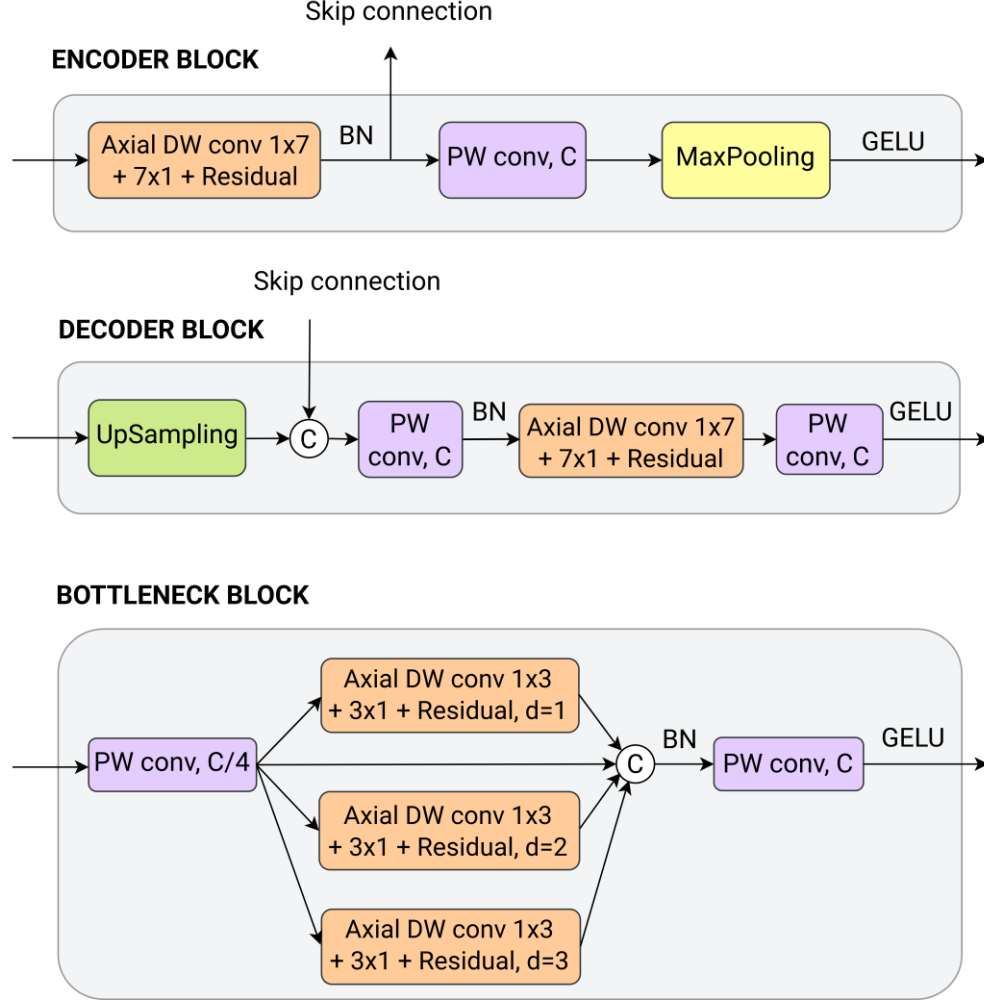 Skip connection
ENCODER BLOCK
Axial DW conv 1x7
+ 7x1 + Residual
BN
PW conv, C
MaxPooling
GELU
Skip connection
DECODER BLOCK
UpSampling
C
PW
conv, C
BN
Axial DW conv 1x7
+ 7x1 + Residual
PW
conv, C
GELU
BOTTLENECK BLOCK
PW conv, C/4
Axial DW conv 1x3
+ 3x1 + Residual, d=1
Axial DW conv 1x3
+ 3x1 + Residual, d=2
Axial DW conv 1x3
+ 3x1 + Residual, d=3
C
BN
PW conv, C
GELU